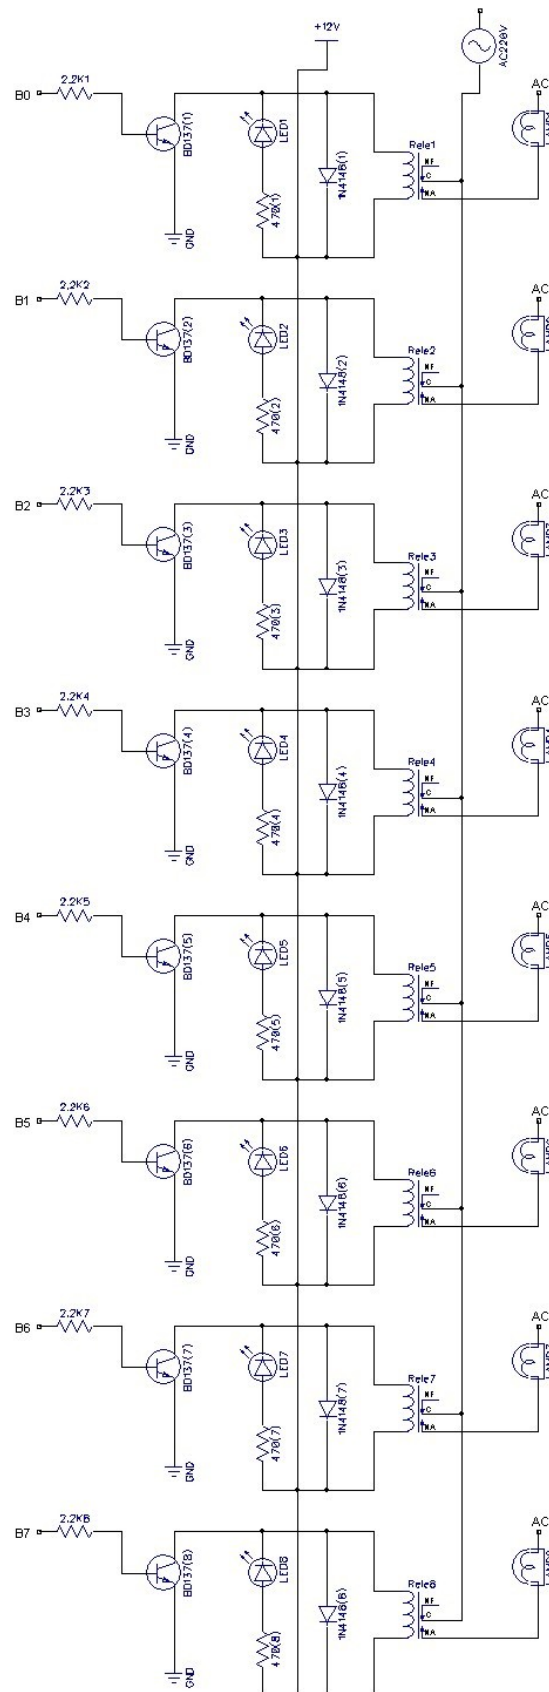 +12V
AC220V
B0
2.2K1
BD137(1)
GND
LED1
470(1)
1N4148(1)
Rele1
NF
C
NA
AC
B1
2.2K2
BD137(2)
GND
LED2
470(2)
1N4148(2)
Rele2
NF
C
NA
AC
B2
2.2K3
BD137(3)
GND
LED3
470(3)
1N4148(3)
Rele3
NF
C
NA
AC
B3
2.2K4
BD137(4)
GND
LED4
470(4)
1N4148(4)
Rele4
NF
C
NA
AC
B4
2.2K5
BD137(5)
GND
LED5
470(5)
1N4148(5)
Rele5
NF
C
NA
AC
B5
2.2K6
BD137(6)
GND
LED6
470(6)
1N4148(6)
Rele6
NF
C
NA
AC
B6
2.2K7
BD137(7)
GND
LED7
470(7)
1N4148(7)
Rele7
NF
C
NA
AC
B7
2.2K8
BD137(8)
GND
LED8
470(8)
1N4148(8)
Rele8
NF
C
NA
AC